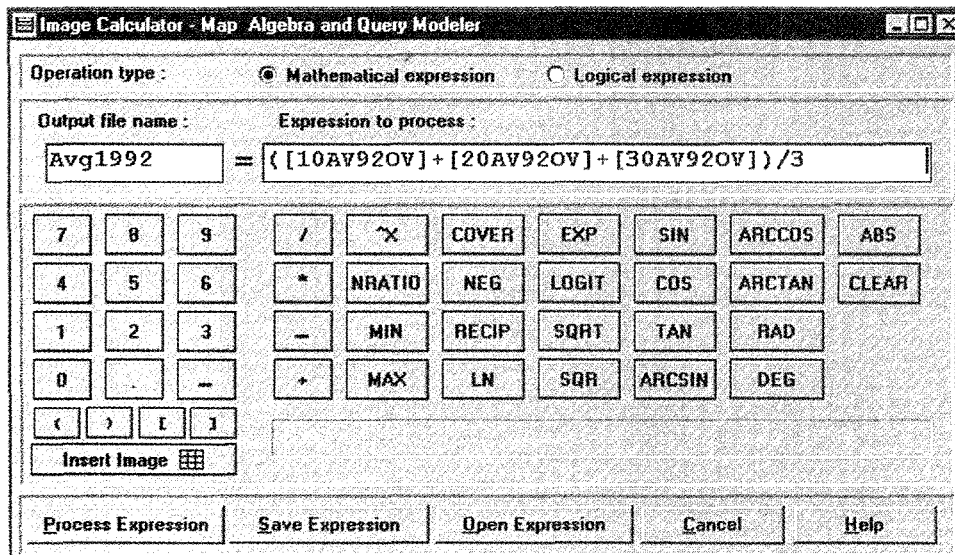 Image Calculator - Map Algebra and Query Modeler
Operation type : Mathematical expression Logical expression
Output file name : Expression to process :
Avg1992 = ([10AV92OV]+[20AV92OV]+[30AV92OV])/3
7 8 9 / ^X COVER EXP SIN ARCCOS ABS
4 5 6 * NRATIO NEG LOGIT COS ARCTAN CLEAR
1 2 3 - MIN RECIP SQRT TAN RAD
0 . - + MAX LN SQR ARCSIN DEG
( ) [ ]
Insert Image
Process Expression Save Expression Open Expression Cancel Help